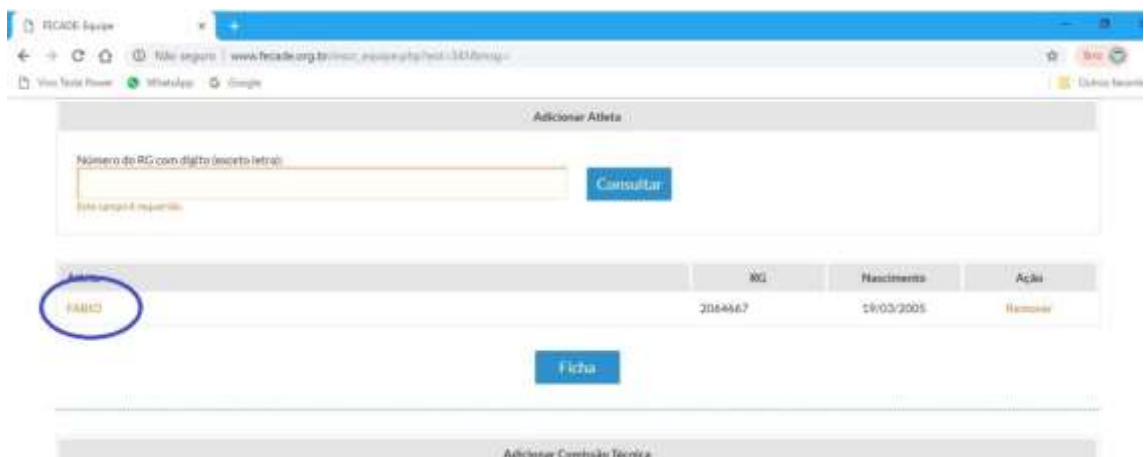 FECADE-Equipe
Não seguro www.fecade.org.br/
WhatsApp Google Outros
Adicionar Atleta
Número do RG com dígito (exceto letra):
Consultar
Este campo é requerido.
RG Nascimento Ação
FABIO 2064667 19/03/2005 Remover
Ficha
Adicionar Comissão Técnica